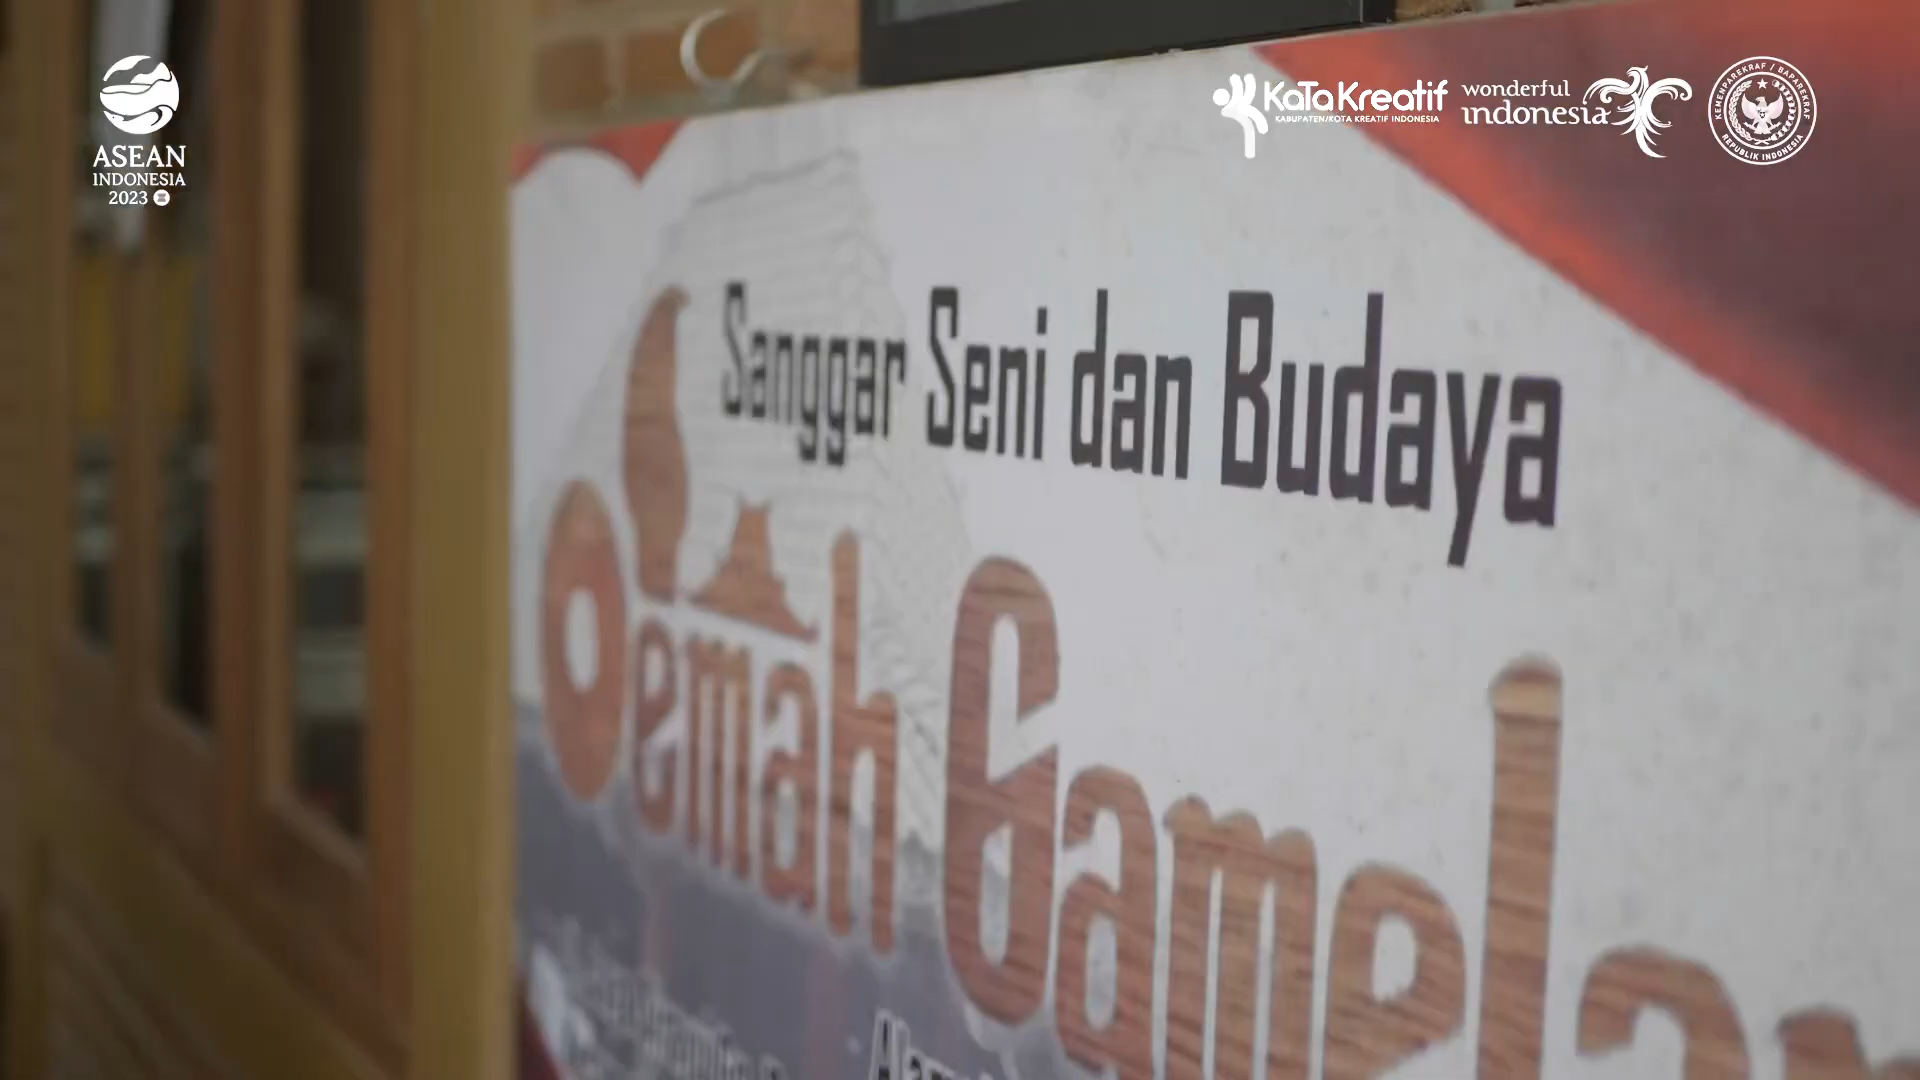 ASEAN
INDONESIA
2023
KaTa Kreatif
KABUPATEN/KOTA KREATIF INDONESIA
wonderful
indonesia
KEMENPAREKRAF / BAPAREKRAF
REPUBLIK INDONESIA
Sanggar Seni dan Budaya
Oemah Gamelan